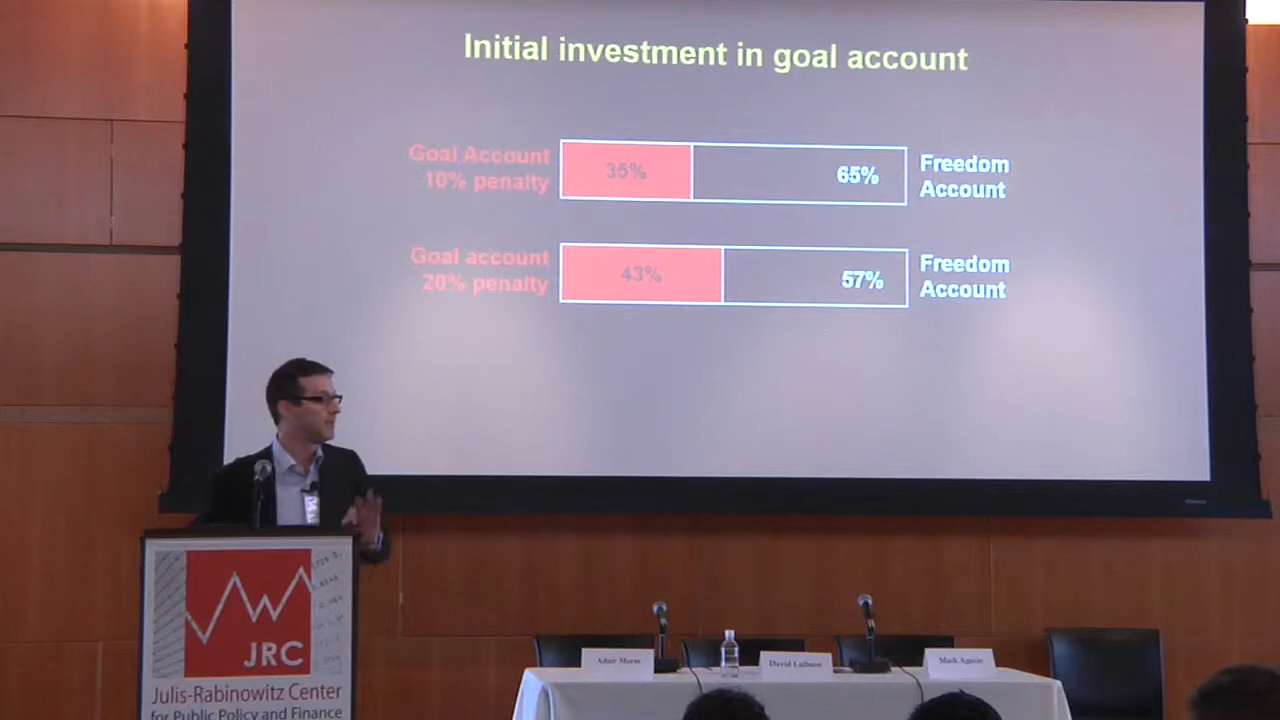 Initial investment in goal account
Goal Account
10% penalty
35%
65%
Freedom
Account
Goal account
20% penalty
43%
57%
Freedom
Account
JRC
Julis-Rabinowitz Center
for Public Policy and Finance
Adair Morse
David Laibson
Mark Aguiar